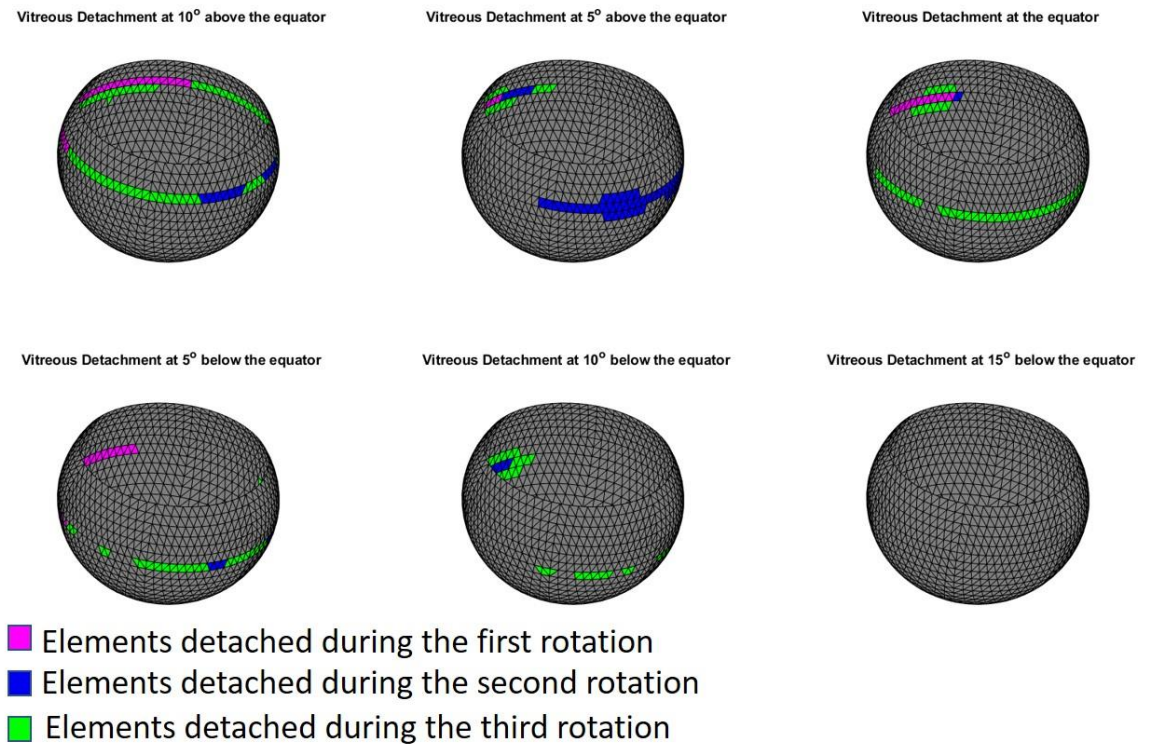 Vitreous Detachment at 10° above the equator
Vitreous Detachment at 5° above the equator
Vitreous Detachment at the equator
Vitreous Detachment at 5° below the equator
Vitreous Detachment at 10° below the equator
Vitreous Detachment at 15° below the equator
Elements detached during the first rotation
Elements detached during the second rotation
Elements detached during the third rotation